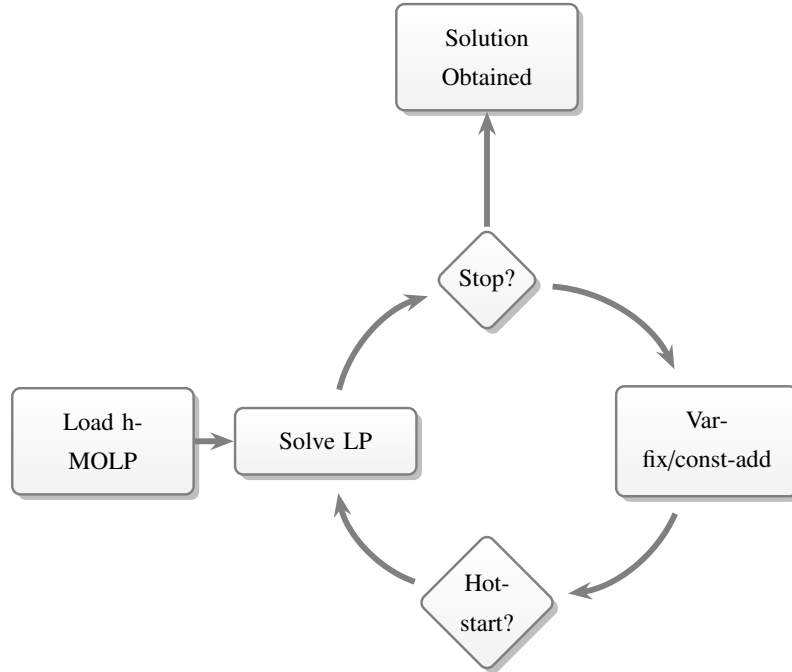 Solution
Obtained
Stop?
Load h-
MOLP
Solve LP
Var-
fix/const-add
Hot-
start?